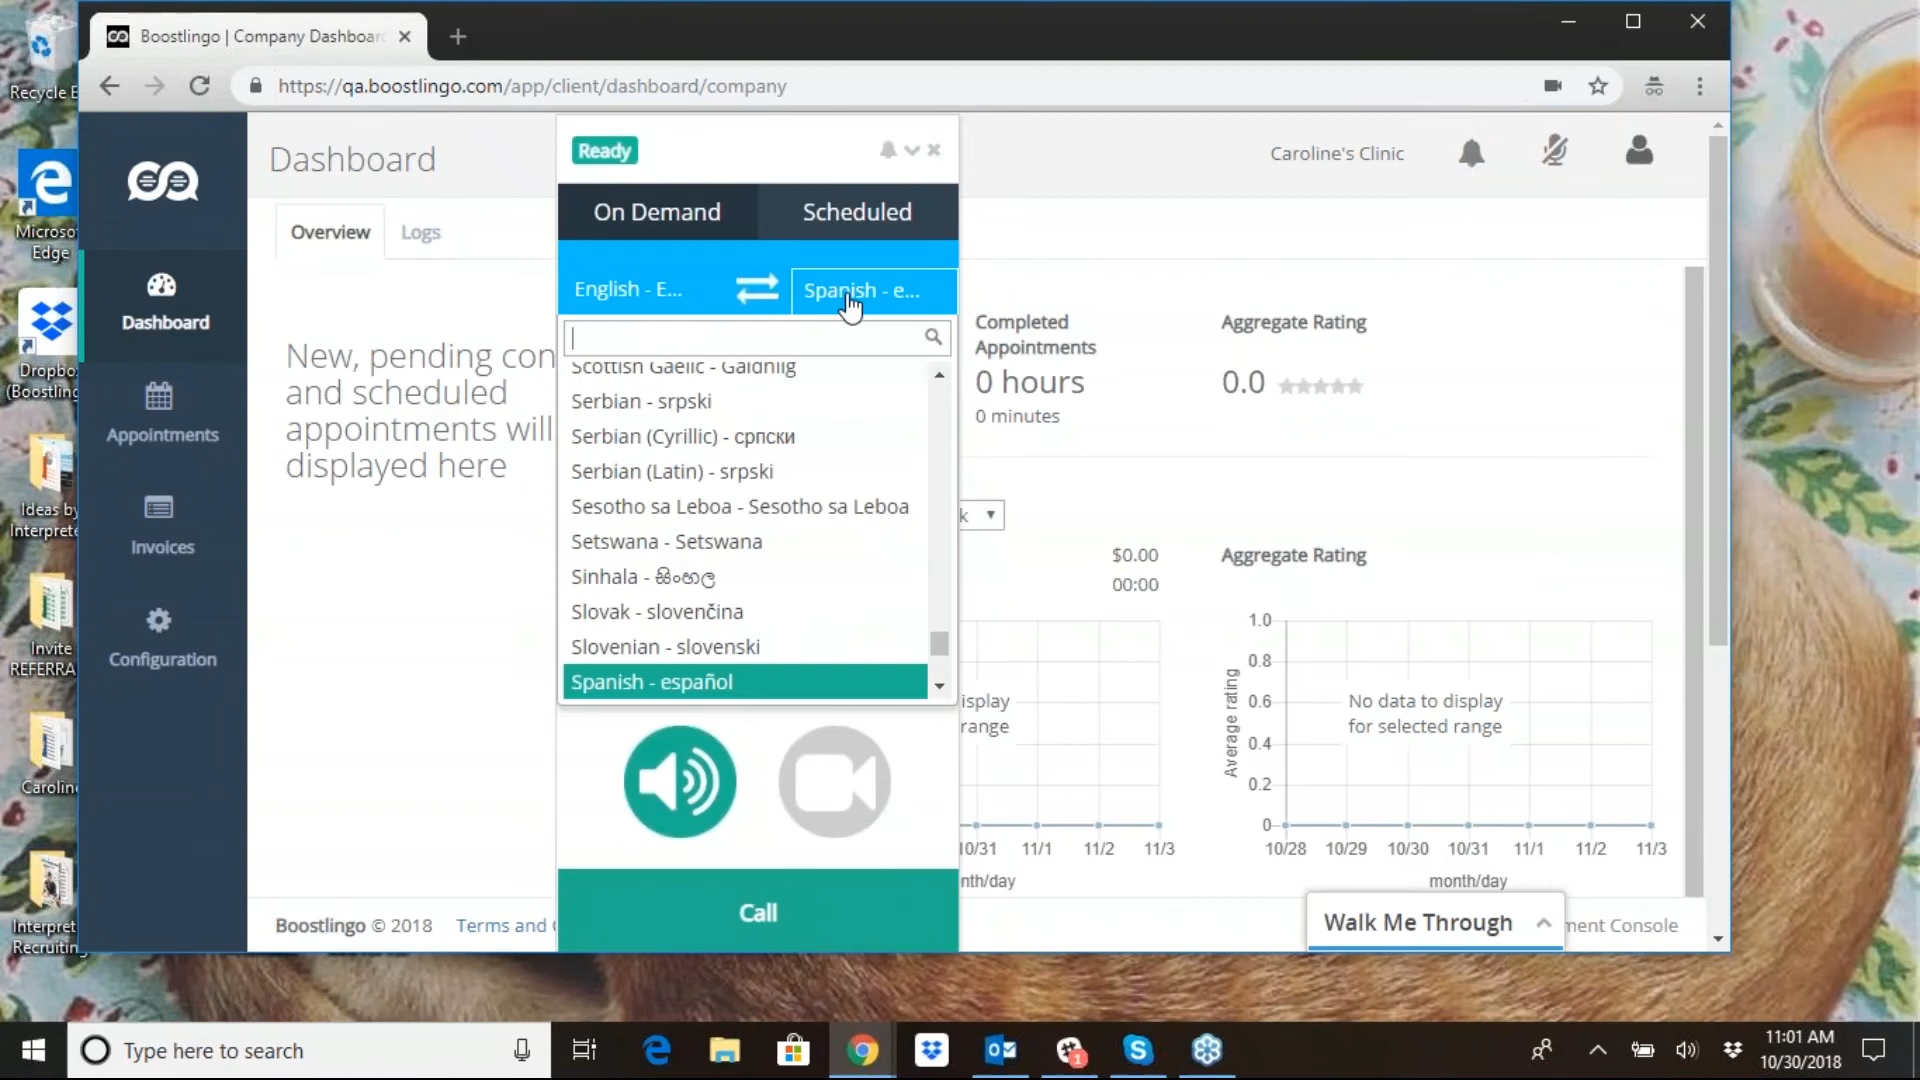 Boostlingo | Company Dashboar
https://qa.boostlingo.com/app/client/dashboard/company
Recycle
Microso
Edge
Dropbo
(Boostling
Ideas by
Interprete
Invite
REFERRA
Caroline
Interpret
Recruitin
Dashboard
Appointments
Invoices
Configuration
Dashboard
Caroline's Clinic
Overview
Logs
New, pending con
and scheduled
appointments will
displayed here
Ready
On Demand
Scheduled
English - E...
Spanish - e...
Scottish Gaelic - Gàidhlig
Serbian - srpski
Serbian (Cyrillic) - српски
Serbian (Latin) - srpski
Sesotho sa Leboa - Sesotho sa Leboa
Setswana - Setswana
Sinhala - සිංහල
Slovak - slovenčina
Slovenian - slovenski
Spanish - español
Call
Completed
Appointments
0 hours
0 minutes
Aggregate Rating
0.0
k
$0.00
00:00
isplay
range
10/31 11/1 11/2 11/3
nth/day
Aggregate Rating
1.0
0.8
0.6
0.4
0.2
0
Average rating
No data to display
for selected range
10/28 10/29 10/30 10/31 11/1 11/2 11/3
month/day
Boostlingo © 2018
Terms and
Walk Me Through
ment Console
Type here to search
1
11:01 AM
10/30/2018